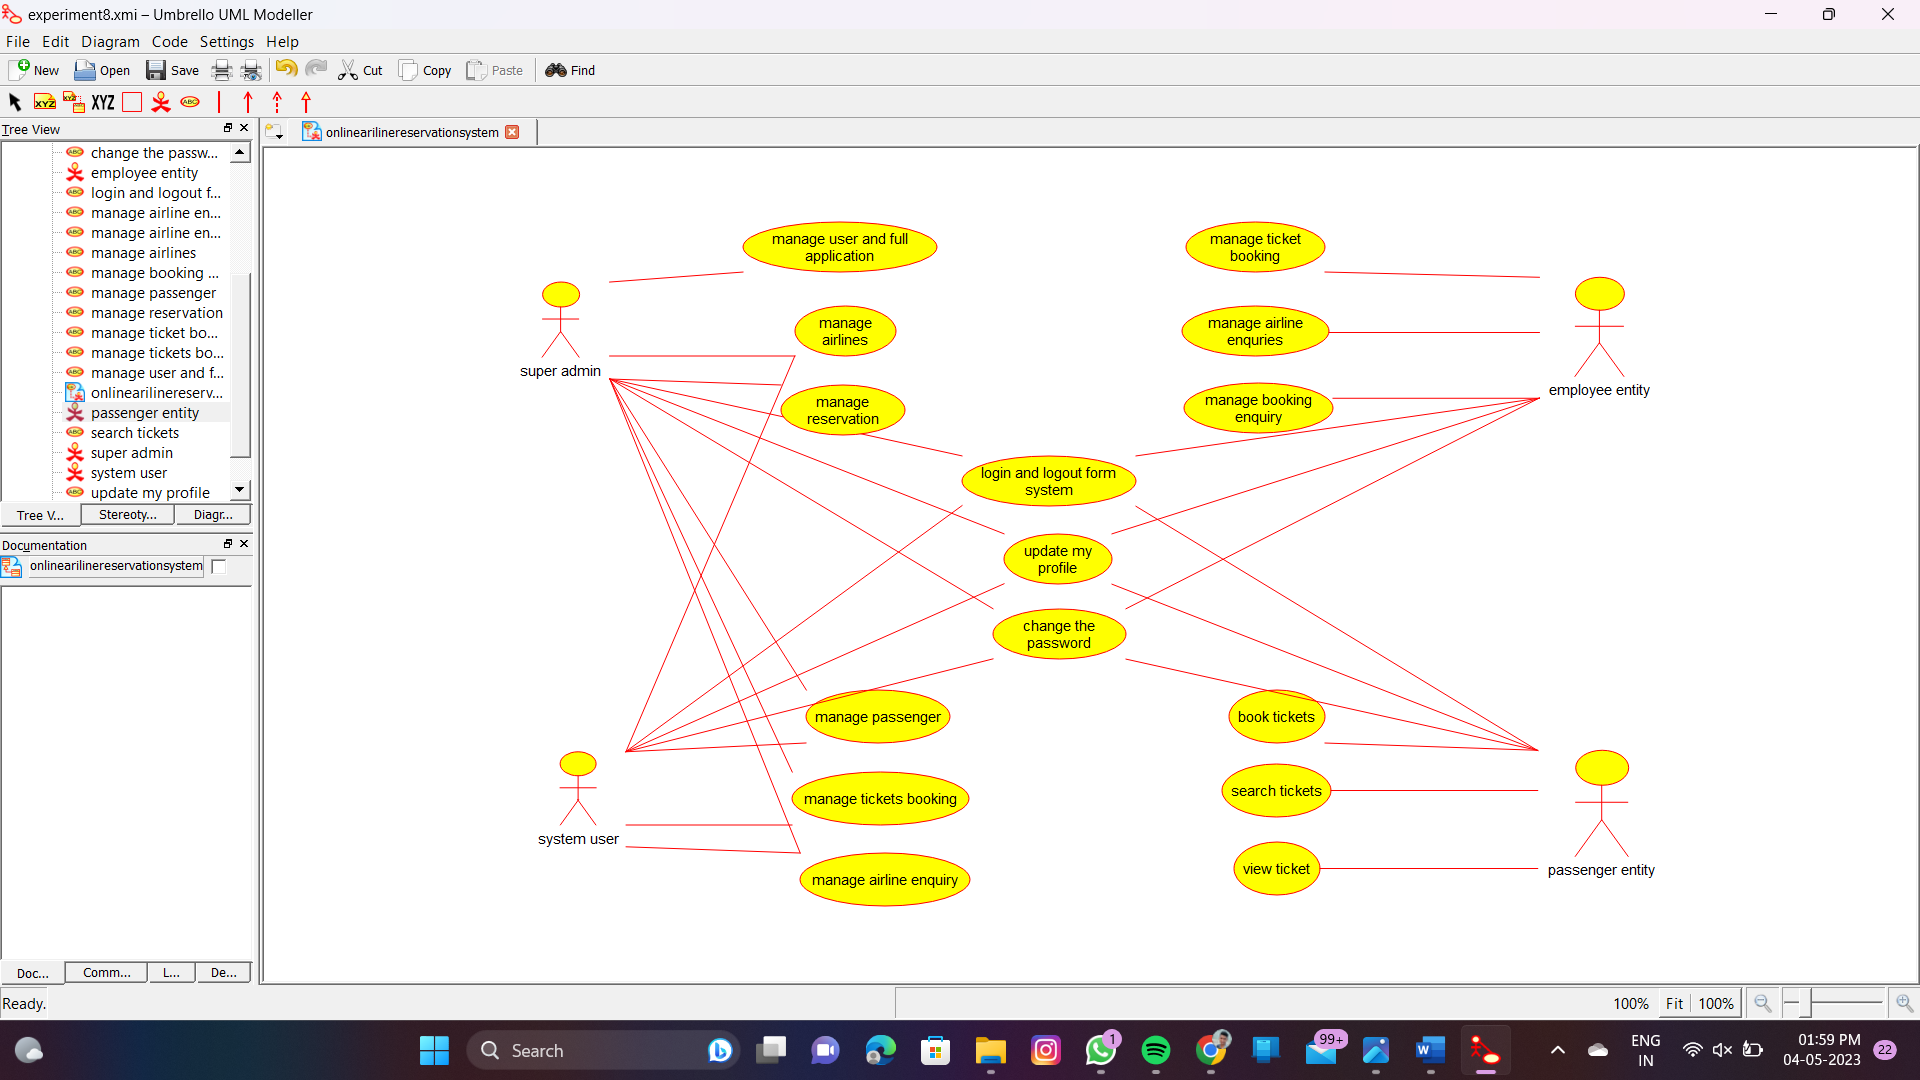 experiment8.xmi – Umbrello UML Modeller
File Edit Diagram Code Settings Help
New Open Save Cut Copy Paste Find
XYZ XYZ XYZ ABC
Tree View
onlinearilinereservationsystem
change the passw...
employee entity
login and logout f...
manage airline en...
manage airline en...
manage airlines
manage booking ...
manage passenger
manage reservation
manage ticket bo...
manage tickets bo...
manage user and f...
onlinearilinereserv...
passenger entity
search tickets
super admin
system user
update my profile
Tree V... Stereoty... Diagr...
Documentation
onlinearilinereservationsystem
Doc... Comm... L... De...
manage user and full
application
manage ticket
booking
manage
airlines
manage airline
enquries
super admin
employee entity
manage
reservation
manage booking
enquiry
login and logout form
system
update my
profile
change the
password
manage passenger
book tickets
manage tickets booking
search tickets
system user
manage airline enquiry
view ticket
passenger entity
Ready.
100% Fit 100%
Search
1
99+
ENG
IN
01:59 PM
04-05-2023
22